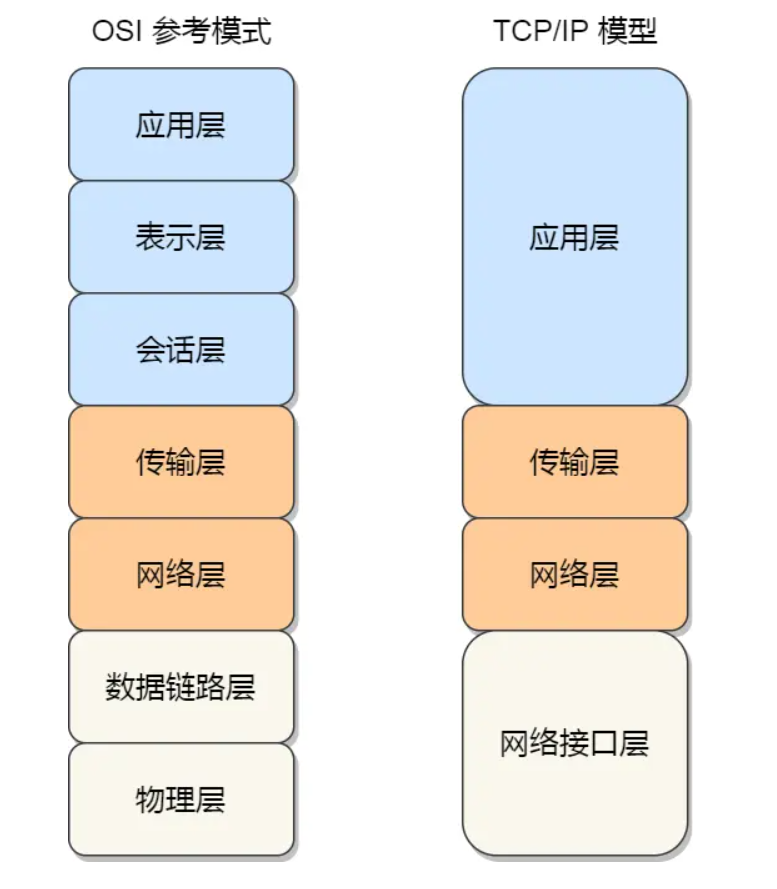 OSI 参考模式
应用层
表示层
会话层
传输层
网络层
数据链路层
物理层
TCP/IP 模型
应用层
传输层
网络层
网络接口层